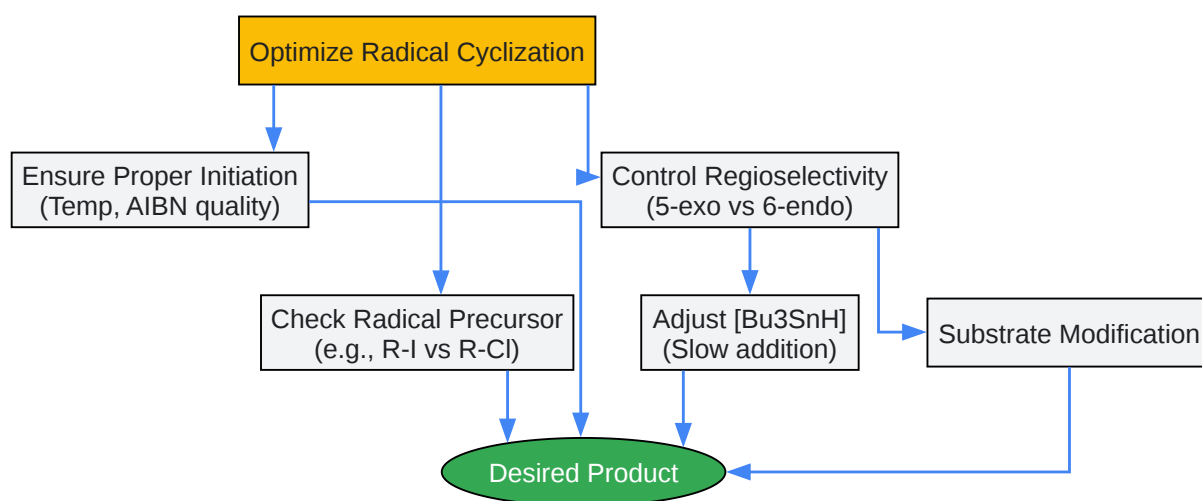 Optimize Radical Cyclization
Ensure Proper Initiation
(Temp, AIBN quality)
Control Regioselectivity
(5-exo vs 6-endo)
Check Radical Precursor
(e.g., R-I vs R-Cl)
Adjust [Bu3SnH]
(Slow addition)
Substrate Modification
Desired Product